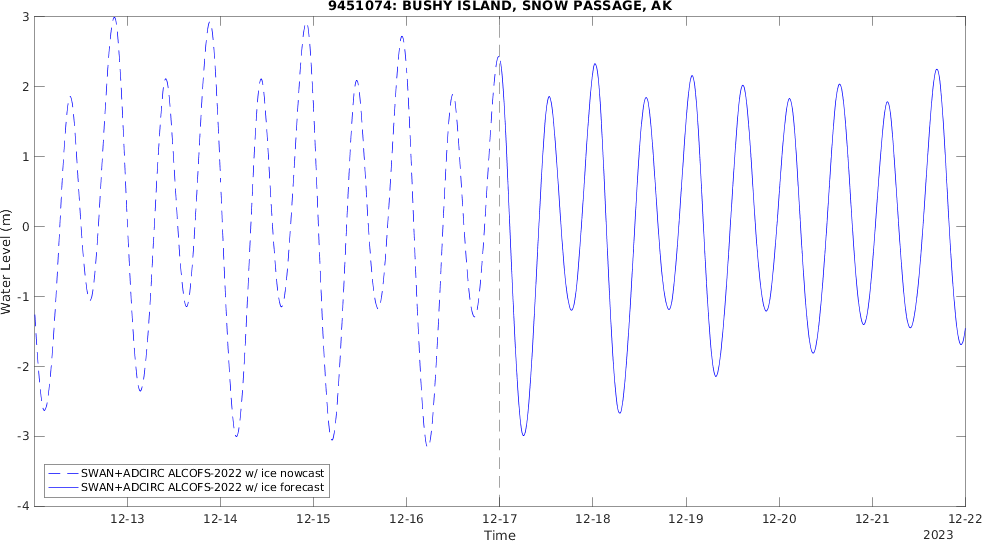 9451074: BUSHY ISLAND, SNOW PASSAGE, AK
3
2
1
0
-1
-2
-3
-4
Water Level (m)
SWAN+ADCIRC ALCOFS-2022 w/ ice nowcast
SWAN+ADCIRC ALCOFS-2022 w/ ice forecast
12-13 12-14 12-15 12-16 12-17 12-18 12-19 12-20 12-21 12-22
Time
2023